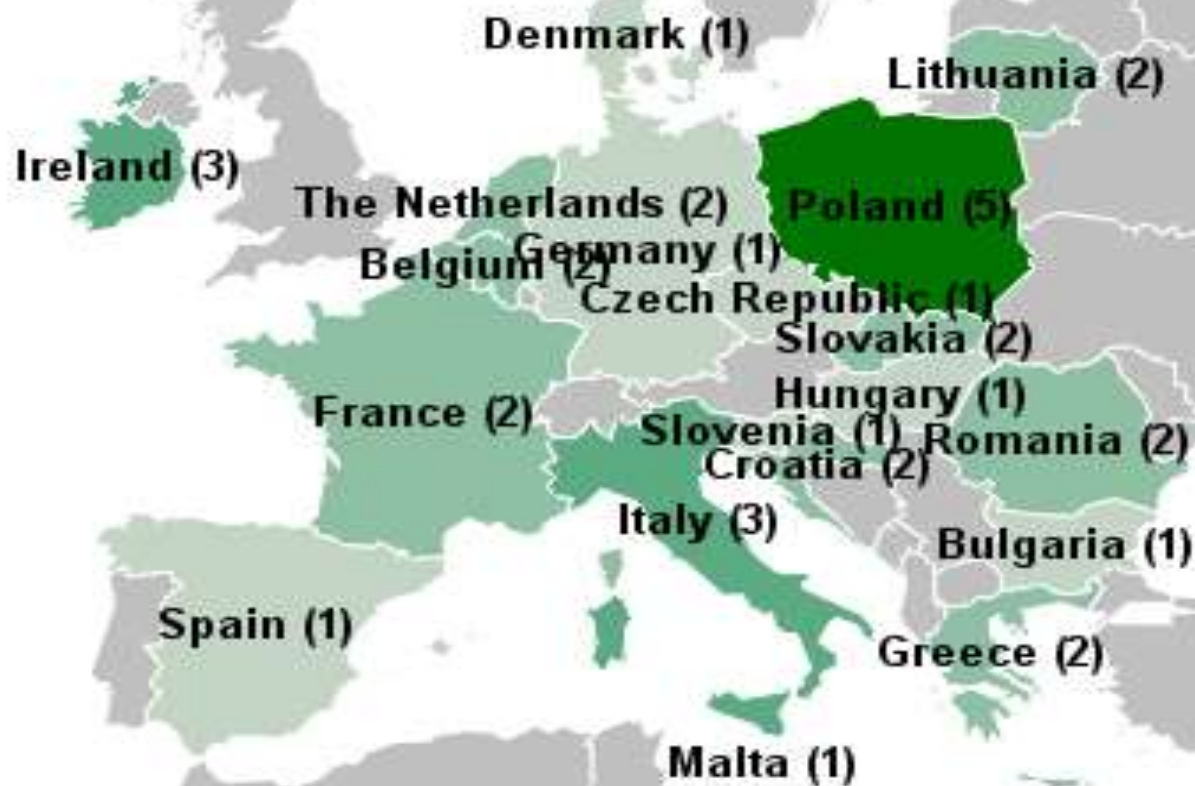 Denmark (1)
Lithuania (2)
Ireland (3)
The Netherlands (2)
Poland (5)
Germany (1)
Belgium (2)
Czech Republic (1)
Slovakia (2)
Hungary (1)
France (2)
Slovenia (1)
Romania (2)
Croatia (2)
Italy (3)
Bulgaria (1)
Spain (1)
Greece (2)
Malta (1)